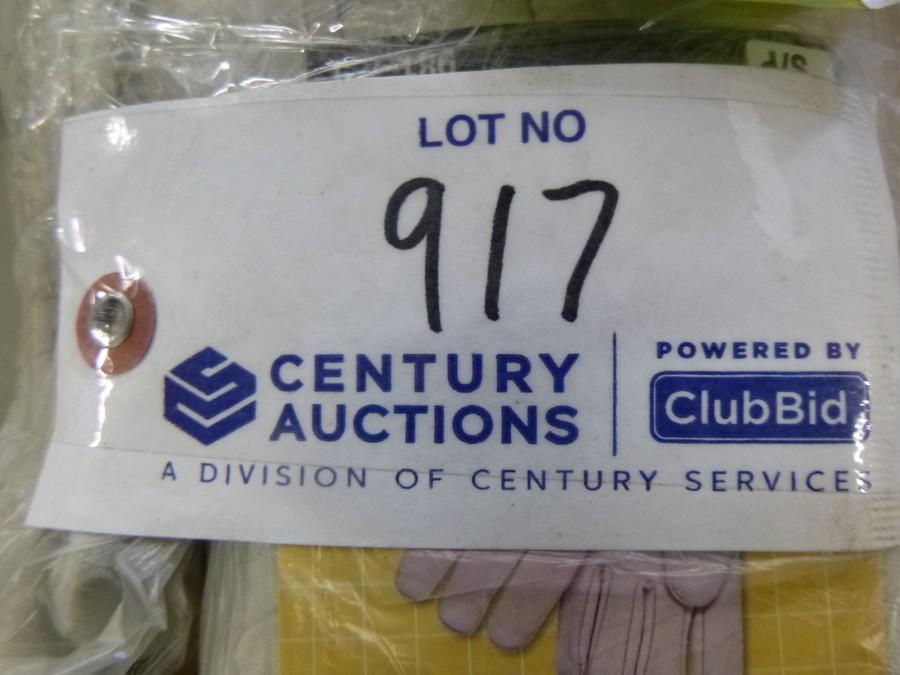 S/P
LOT NO
917
CENTURY
AUCTIONS
POWERED BY
ClubBid
A DIVISION OF CENTURY SERVICES